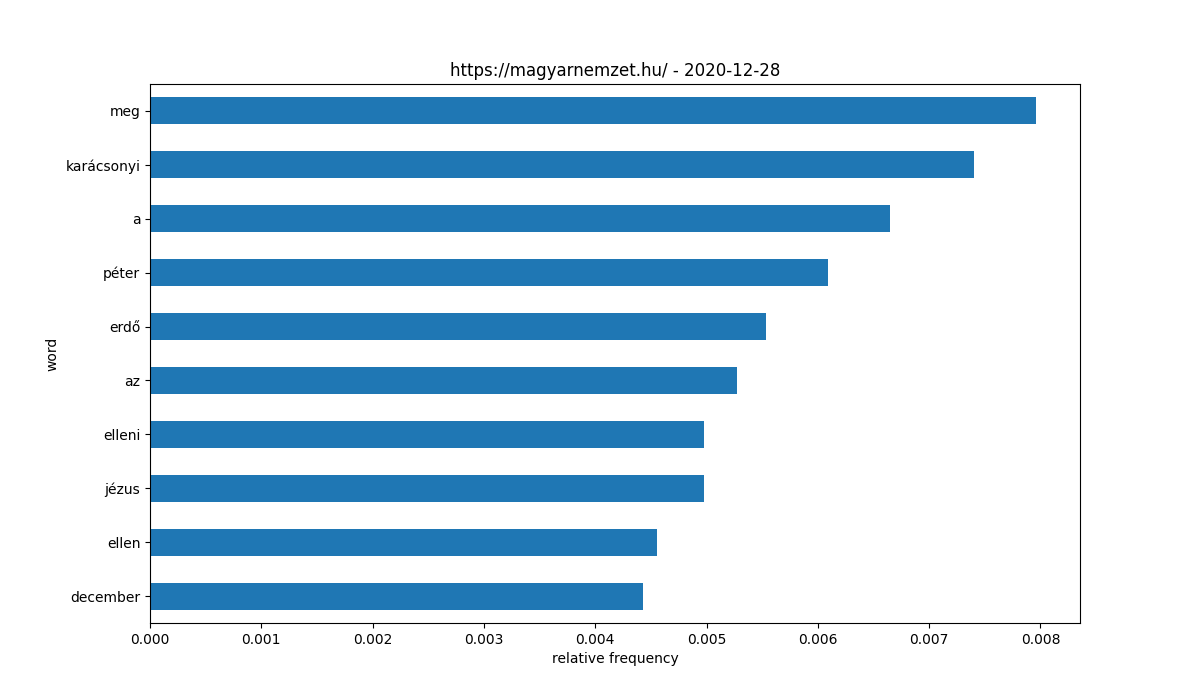 https://magyarnemzet.hu/ - 2020-12-28
meg
karácsonyi
a
péter
erdő
az
elleni
jézus
ellen
december
word
0.000 0.001 0.002 0.003 0.004 0.005 0.006 0.007 0.008
relative frequency